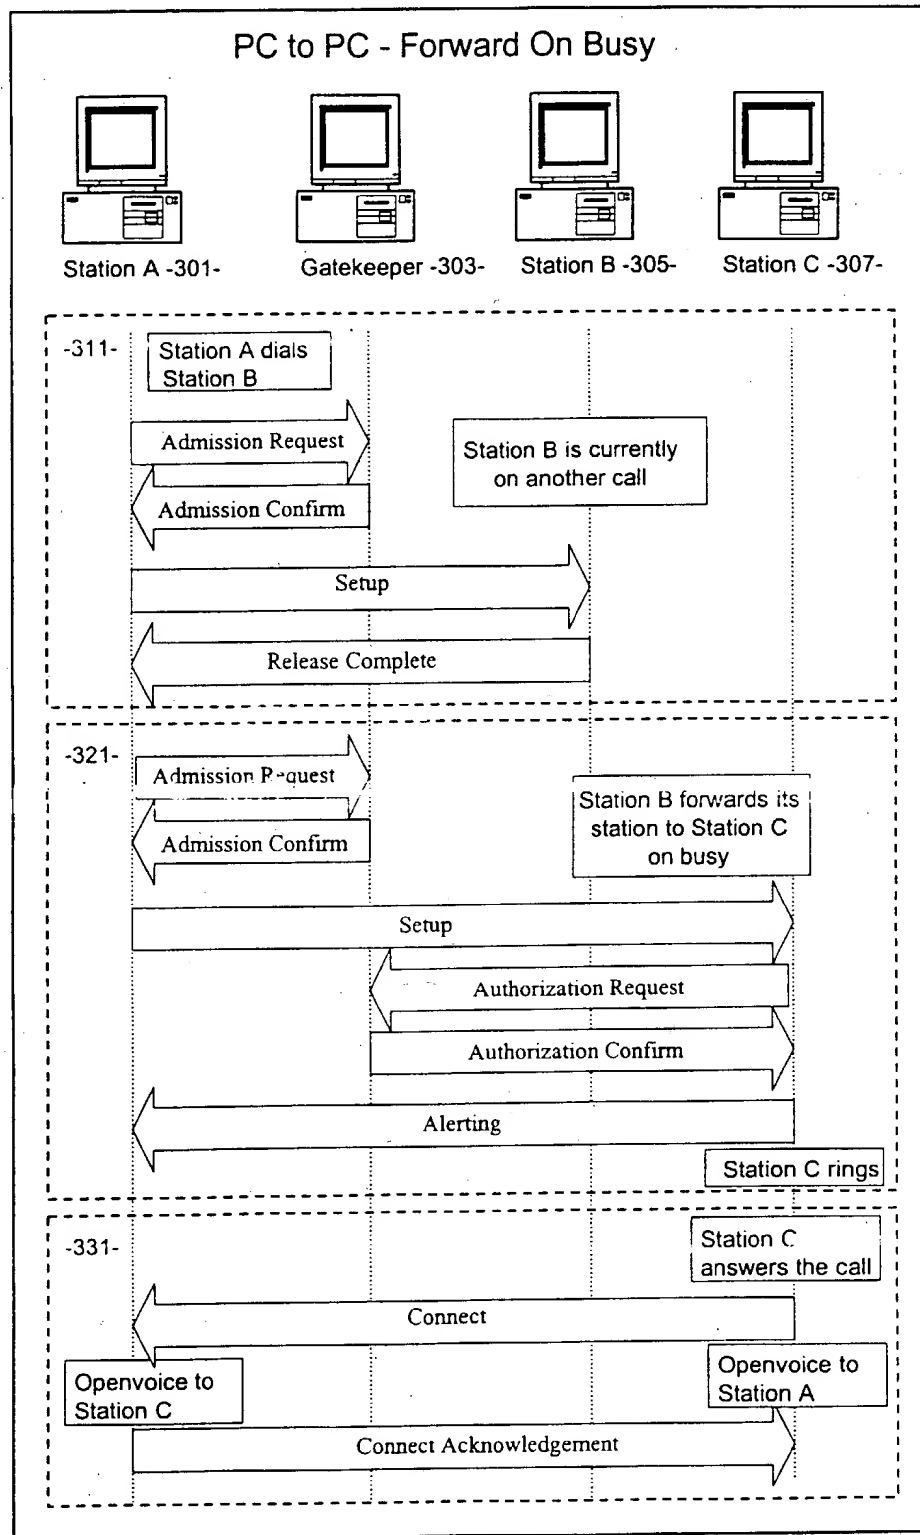 PC to PC - Forward On Busy
Station A -301-
Gatekeeper -303-
Station B -305-
Station C -307-
-311-
Station A dials
Station B
Admission Request
Station B is currently
on another call
Admission Confirm
Setup
Release Complete
-321-
Admission Request
Station B forwards its
station to Station C
on busy
Admission Confirm
Setup
Authorization Request
Authorization Confirm
Alerting
Station C rings
-331-
Station C
answers the call
Connect
Openvoice to
Station C
Openvoice to
Station A
Connect Acknowledgement